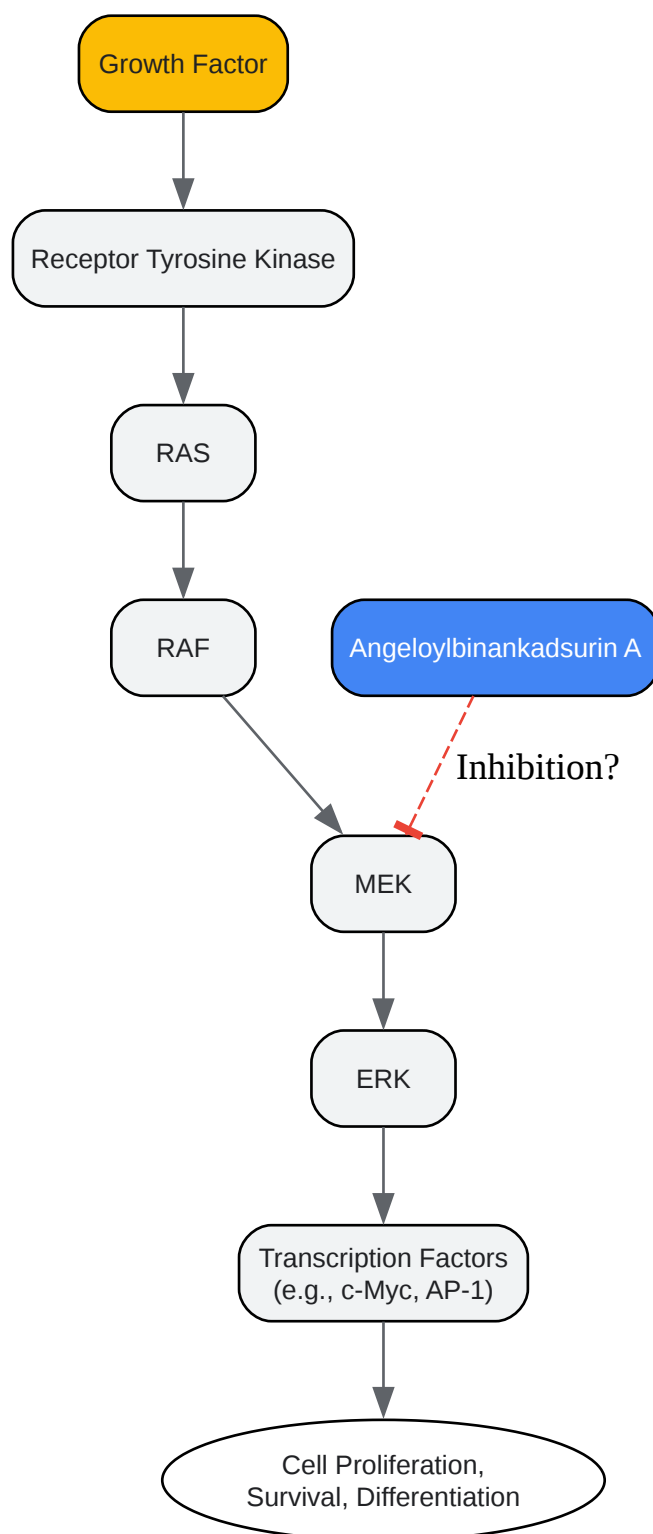 Growth Factor
Receptor Tyrosine Kinase
RAS
RAF
Angeloylbinankadsurin A
Inhibition?
MEK
ERK
Transcription Factors
(e.g., c-Myc, AP-1)
Cell Proliferation,
Survival, Differentiation